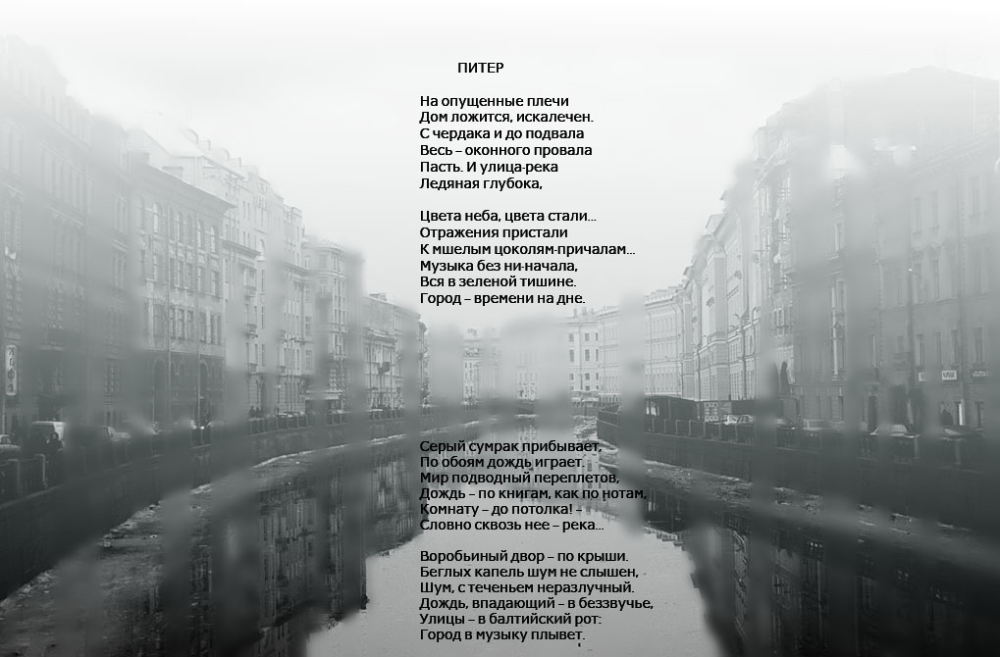 ПИТЕР
На опущенные плечи
Дом ложится, искалечен.
С чердака и до подвала
Весь – оконного провала
Пасть. И улица-река
Ледяная глубока,
Цвета неба, цвета стали...
Отражения пристали
К мшелым цоколям-причалам...
Музыка без ни-начала,
Вся в зеленой тишине.
Город – времени на дне.
Серый сумрак прибывает,
По обоям дождь играет.
Мир подводный переплетов,
Дождь – по книгам, как по нотам,
Комнату – до потолка! –
Словно сквозь нее – река...
Воробьиный двор – по крыши.
Беглых капель шум не слышен,
Шум, с теченьем неразлучный.
Дождь, впадающий – в беззвучье,
Улицы – в балтийский рот:
Город в музыку плывет.